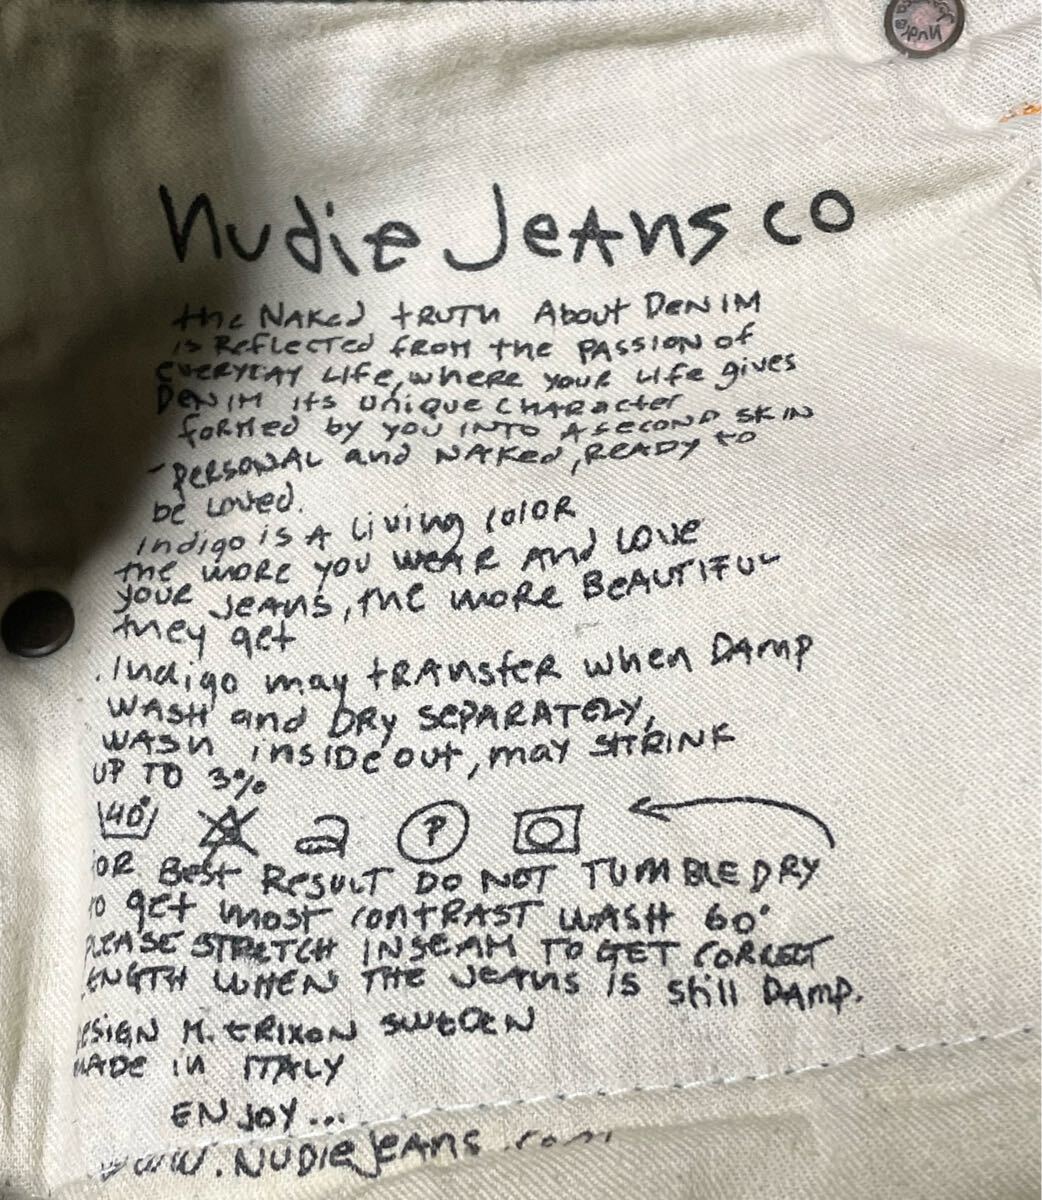 nudie Jeans co
the NAKED tRUTH About DENIM
is Reflected from the PASSION of
EVERYDAY Life, where your Life gives
DENIM its unique character
formed by you INTO A SECOND SKIN
- PERSONAL and NAKED, READY to
be Loved.
Indigo is A Living color
the more you weAR And Love
your JEANS, the more BeAUTIFUL
they get
.Indigo may tRANSfER when DAMP
WASH and DRY SEPARATELY,
WASH inside out, may SHRINK
UP TO 3%
40° A P
FOR Best Result DO NOT TUMBLE DRY
To get most contRAST WASH 60°
PLEASE STRETCH INSEAM TO GET CORRECT
LENGTH WHEN THE JEANS IS still DAMP.
DESIGN M. ERIXON SWEDEN
MADE in ITALY
ENJOY...
www.NudieJeans.com